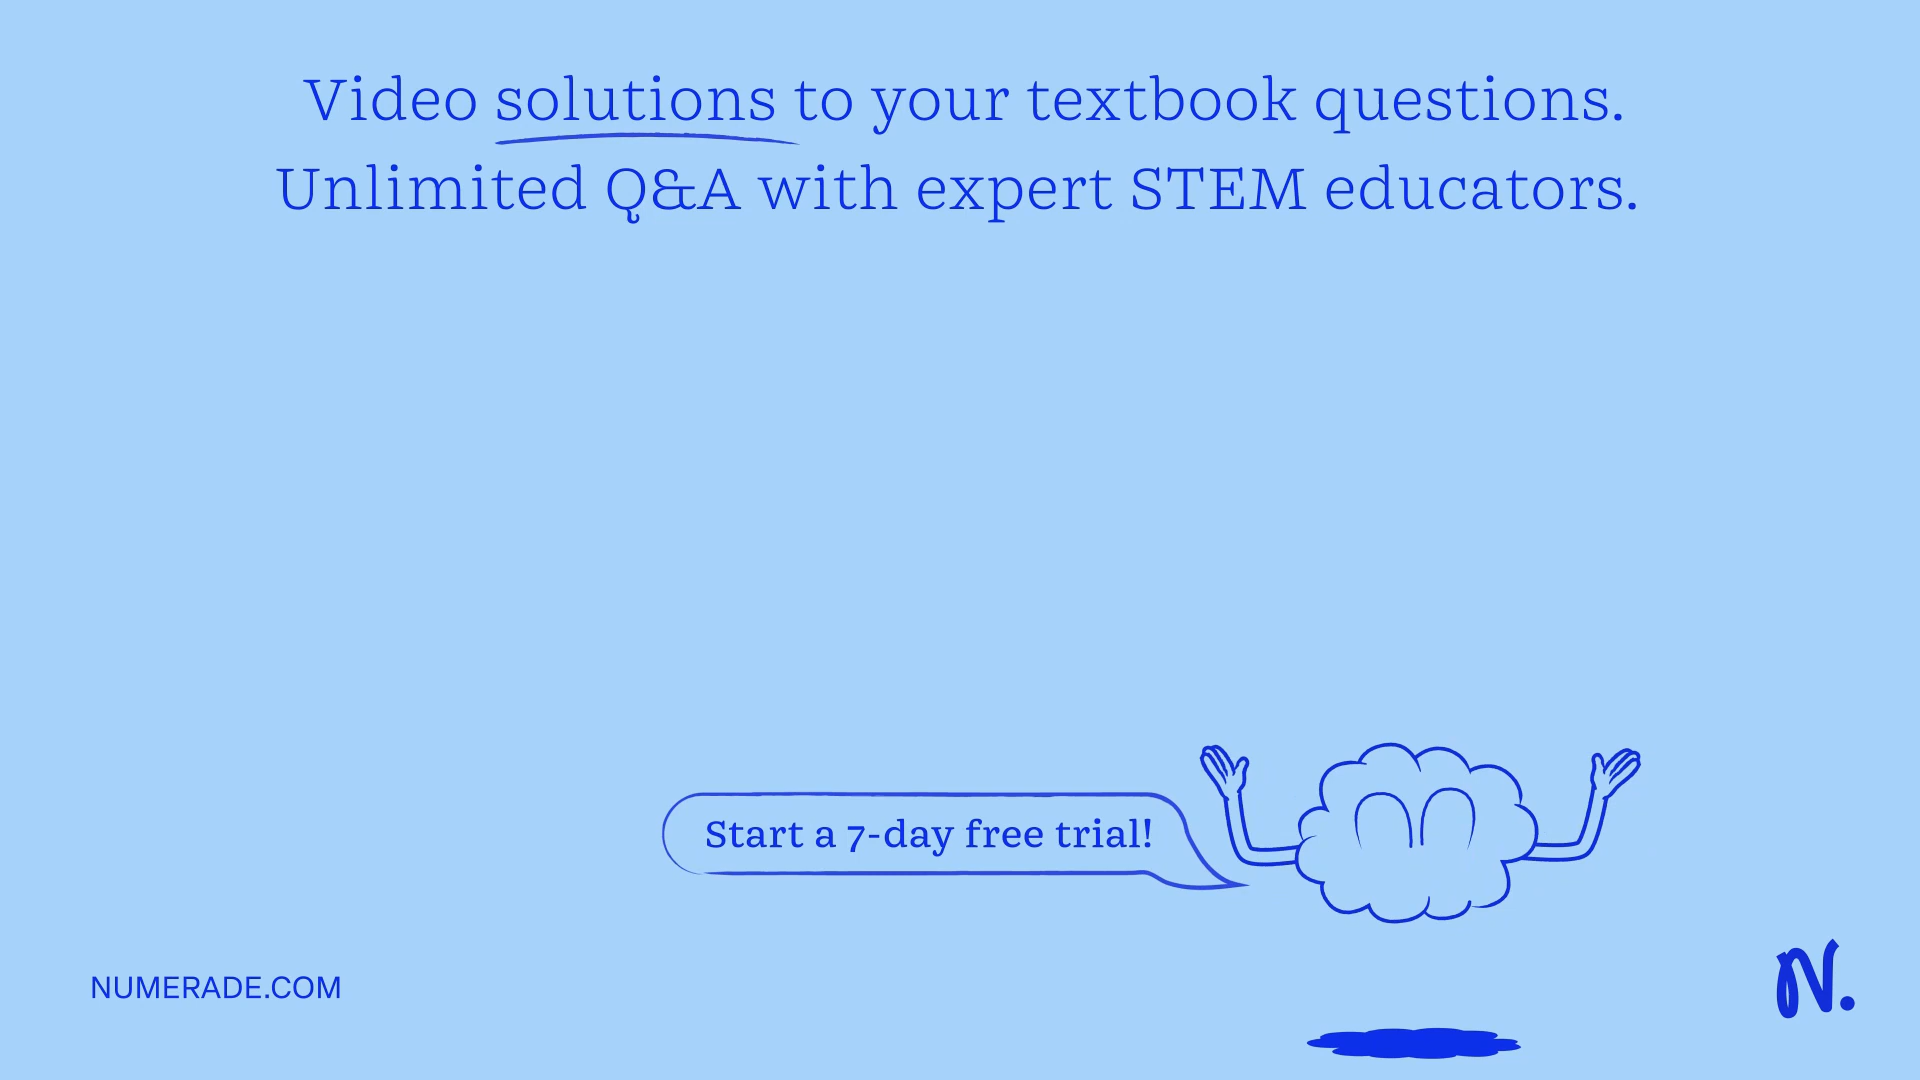 Video solutions to your textbook questions.
Unlimited Q&A with expert STEM educators.
Start a 7-day free trial!
NUMERADE.COM
N.